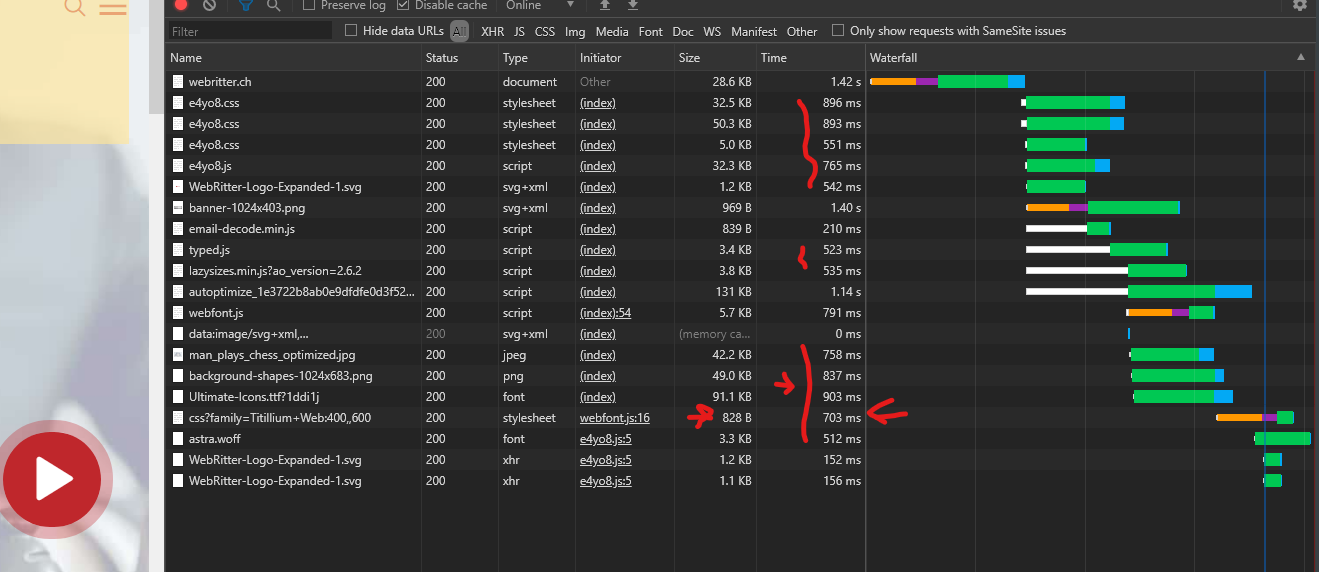 Preserve log Disable cache Online
Filter Hide data URLs All XHR JS CSS Img Media Font Doc WS Manifest Other Only show requests with SameSite issues
Name Status Type Initiator Size Time Waterfall
webritter.ch 200 document Other 28.6 KB 1.42 s
e4yo8.css 200 stylesheet (index) 32.5 KB 896 ms
e4yo8.css 200 stylesheet (index) 50.3 KB 893 ms
e4yo8.css 200 stylesheet (index) 5.0 KB 551 ms
e4yo8.js 200 script (index) 32.3 KB 765 ms
WebRitter-Logo-Expanded-1.svg 200 svg+xml (index) 1.2 KB 542 ms
banner-1024x403.png 200 svg+xml (index) 969 B 1.40 s
email-decode.min.js 200 script (index) 839 B 210 ms
typed.js 200 script (index) 3.4 KB 523 ms
lazysizes.min.js?ao_version=2.6.2 200 script (index) 3.8 KB 535 ms
autoptimize_1e3722b8ab0e9dfdfe0d3f52... 200 script (index) 131 KB 1.14 s
webfont.js 200 script (index):54 5.7 KB 791 ms
data:image/svg+xml,... 200 svg+xml (index) (memory ca... 0 ms
man_plays_chess_optimized.jpg 200 jpeg (index) 42.2 KB 758 ms
background-shapes-1024x683.png 200 png (index) 49.0 KB 837 ms
Ultimate-Icons.ttf?1ddi1j 200 font (index) 91.1 KB 903 ms
css?family=Titillium+Web:400,,600 200 stylesheet webfont.js:16 828 B 703 ms
astra.woff 200 font e4yo8.js:5 3.3 KB 512 ms
WebRitter-Logo-Expanded-1.svg 200 xhr e4yo8.js:5 1.2 KB 152 ms
WebRitter-Logo-Expanded-1.svg 200 xhr e4yo8.js:5 1.1 KB 156 ms